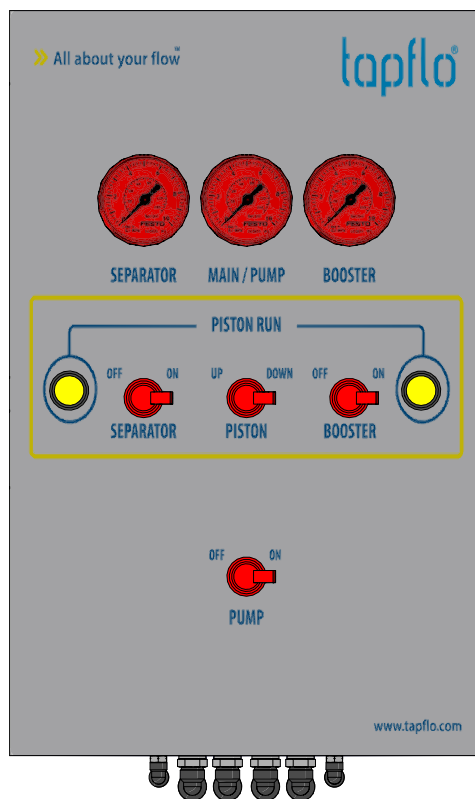 » All about your flow™
tapflo®
SEPARATOR MAIN / PUMP BOOSTER
PISTON RUN
OFF ON UP DOWN OFF ON
SEPARATOR PISTON BOOSTER
OFF ON
PUMP
www.tapflo.com